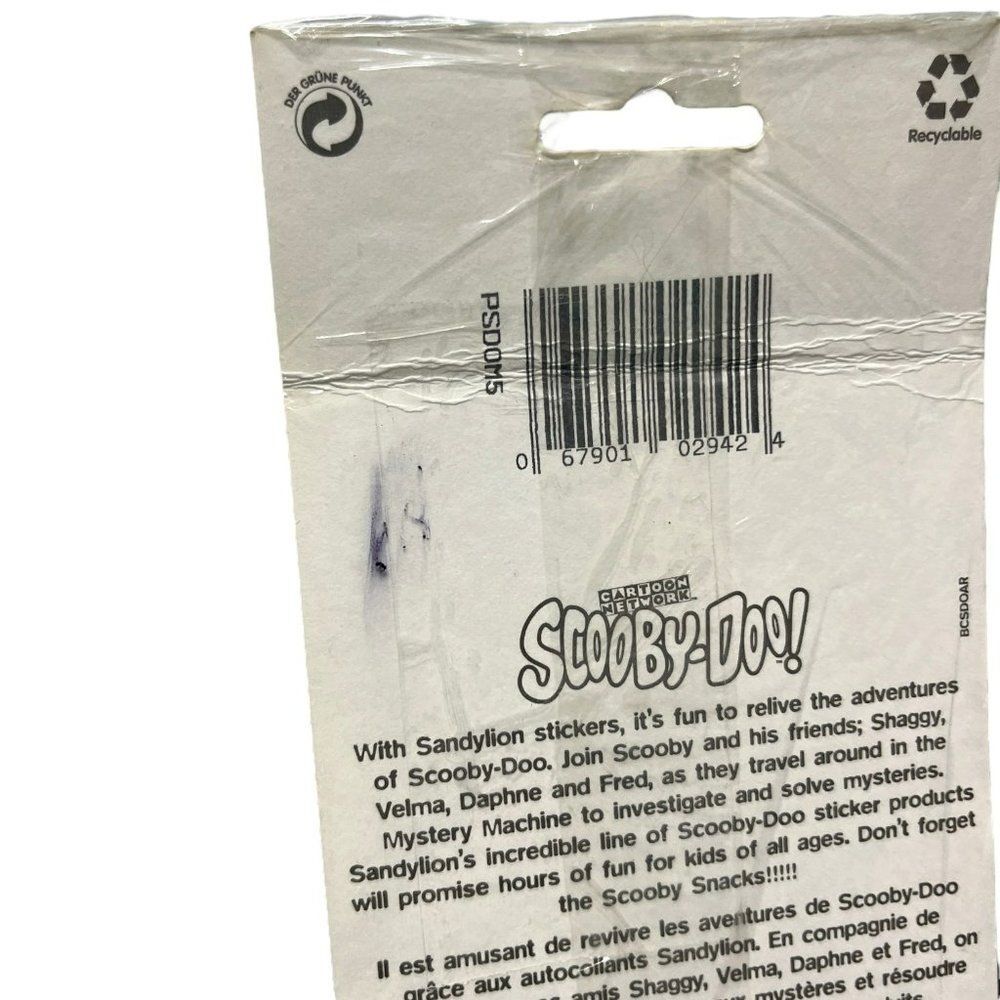 DER GRÜNE PUNKT
Recyclable
PSDOM5
0 67901 02942 4
CARTOON
NETWORK™
SCOOBY-DOO!™
BCSDOAR
With Sandylion stickers, it's fun to relive the adventures
of Scooby-Doo. Join Scooby and his friends; Shaggy,
Velma, Daphne and Fred, as they travel around in the
Mystery Machine to investigate and solve mysteries.
Sandylion's incredible line of Scooby-Doo sticker products
will promise hours of fun for kids of all ages. Don't forget
the Scooby Snacks!!!!!
Il est amusant de revivre les aventures de Scooby-Doo
grâce aux autocollants Sandylion. En compagnie de
amis Shaggy, Velma, Daphne et Fred, on
mystères et résoudre